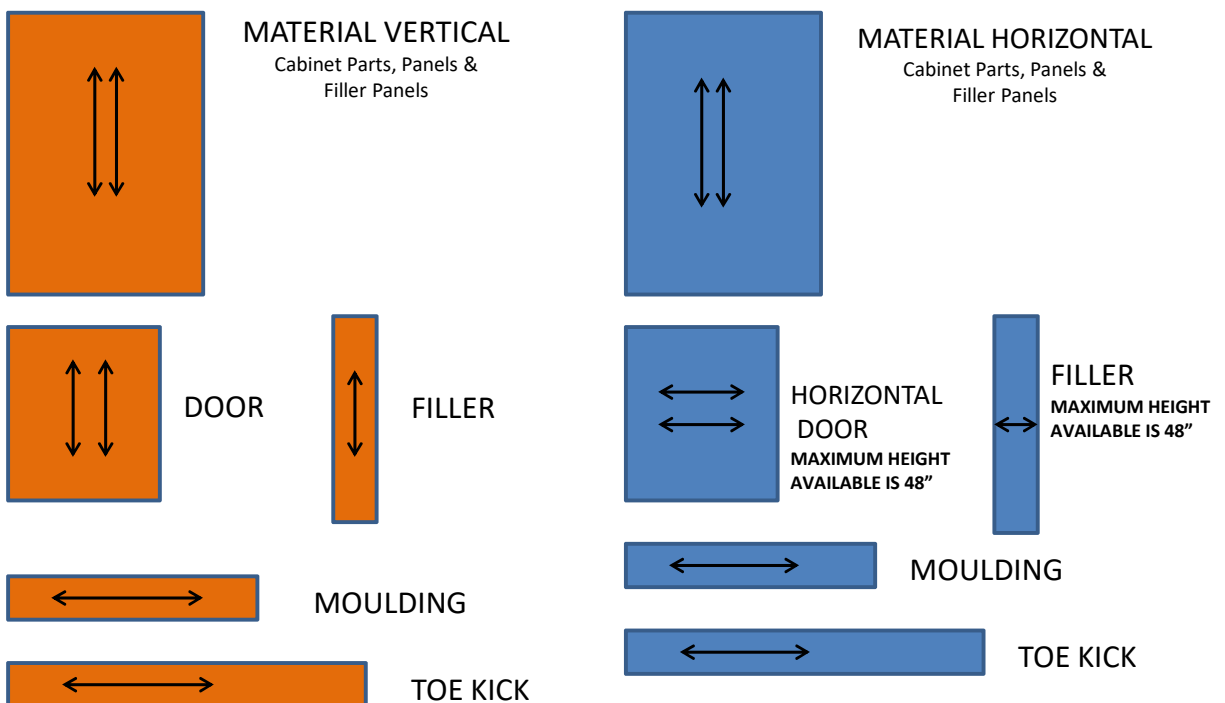 MATERIAL VERTICAL
Cabinet Parts, Panels &
Filler Panels
DOOR
FILLER
MOULDING
TOE KICK
MATERIAL HORIZONTAL
Cabinet Parts, Panels &
Filler Panels
HORIZONTAL
DOOR
MAXIMUM HEIGHT
AVAILABLE IS 48”
FILLER
MAXIMUM HEIGHT
AVAILABLE IS 48”
MOULDING
TOE KICK